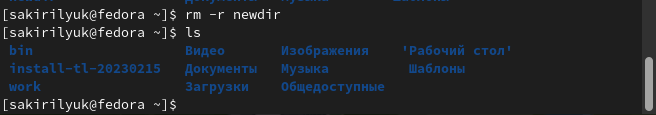 [sakirilyuk@fedora ~]$ rm -r newdir
[sakirilyuk@fedora ~]$ ls
bin Видео Изображения 'Рабочий стол'
install-tl-20230215 Документы Музыка Шаблоны
work Загрузки Общедоступные
[sakirilyuk@fedora ~]$